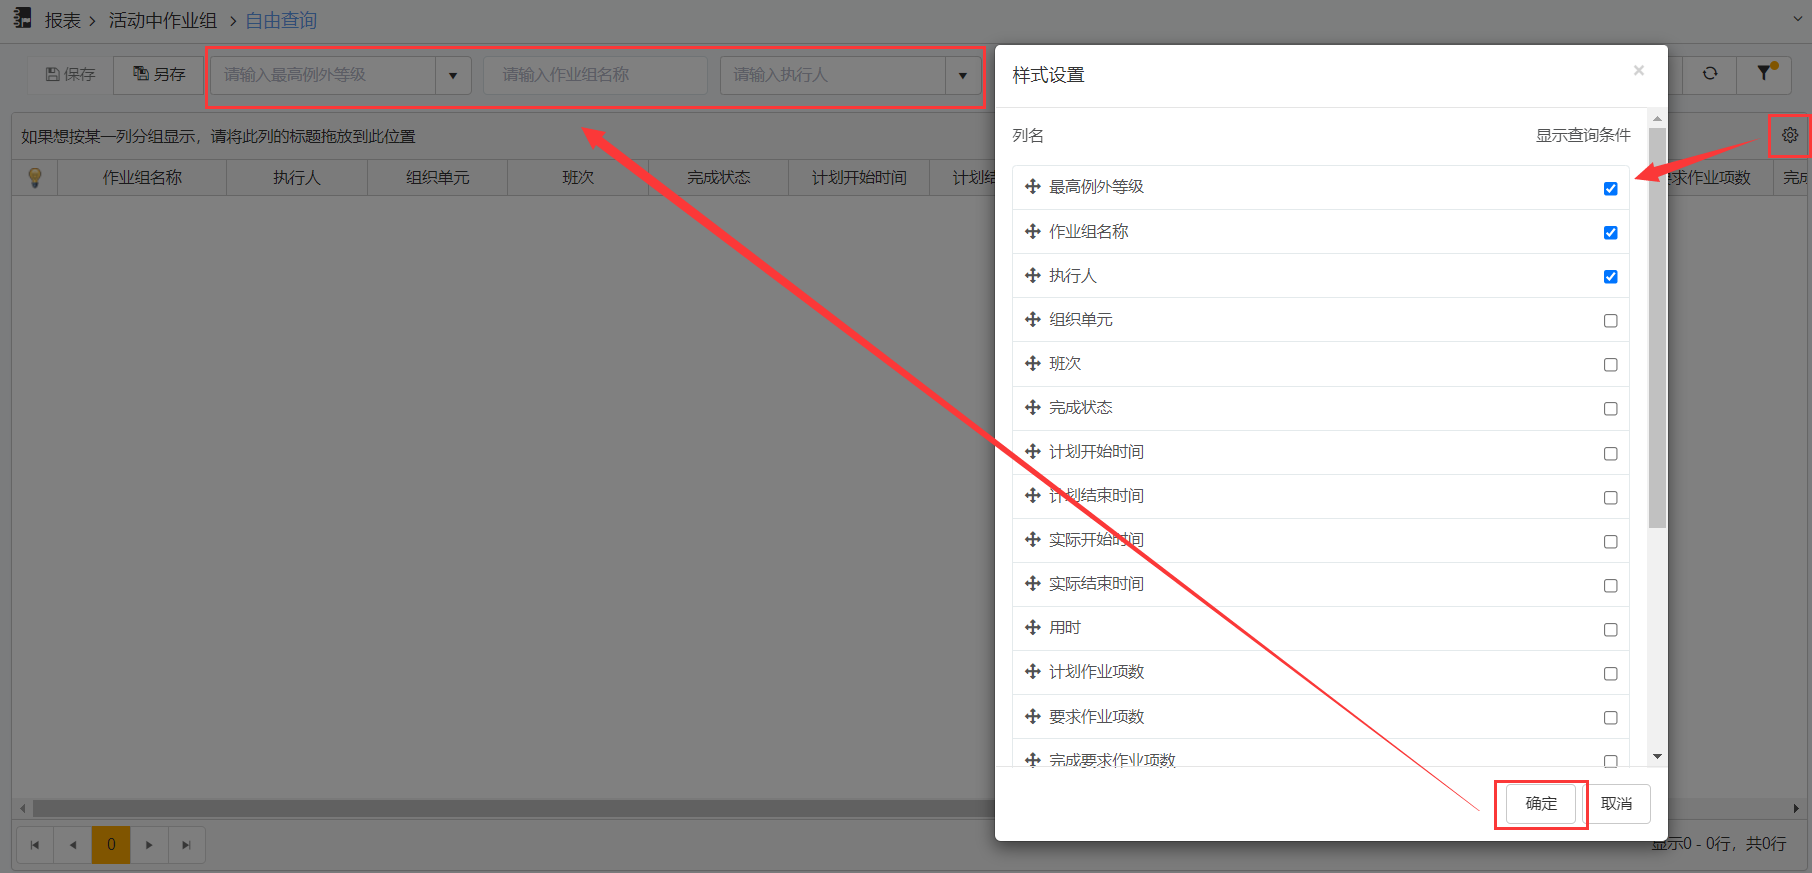 报表 > 活动中作业组 > 自由查询
保存 另存 请输入最高例外等级 请输入作业组名称 请输入执行人
如果想按某一列分组显示，请将此列的标题拖放到此位置
作业组名称 执行人 组织单元 班次 完成状态 计划开始时间 计划结 要求作业项数 完成
样式设置 ×
列名 显示查询条件
最高例外等级
作业组名称
执行人
组织单元
班次
完成状态
计划开始时间
计划结束时间
实际开始时间
实际结束时间
用时
计划作业项数
要求作业项数
完成要求作业项数
确定 取消
0
显示0 - 0行，共0行